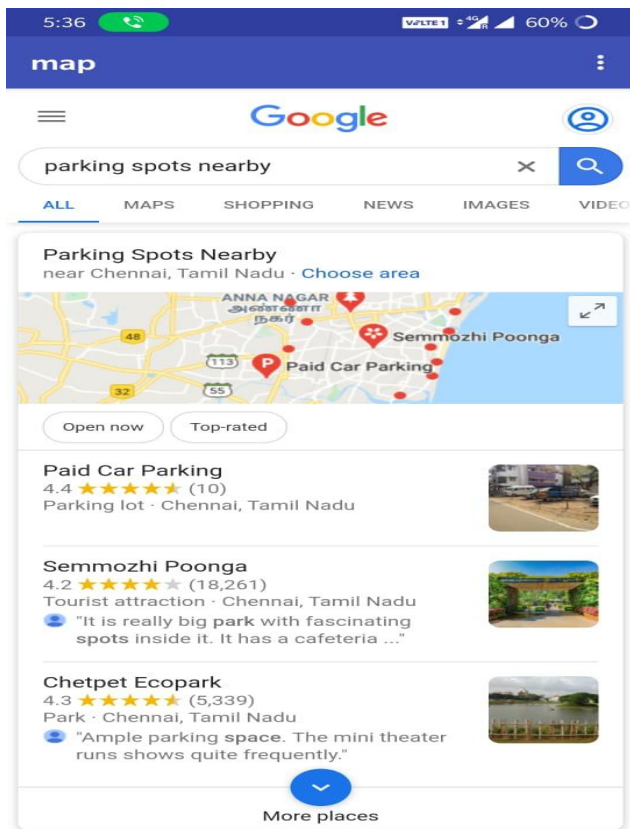 5:36 VoLTE 1 4G R 60%
map
Google
parking spots nearby
ALL MAPS SHOPPING NEWS IMAGES VIDEO
Parking Spots Nearby
near Chennai, Tamil Nadu · Choose area
ANNA NAGAR
அண்ணா
நகர்
48
Semmozhi Poonga
113
P Paid Car Parking
32
55
Open now Top-rated
Paid Car Parking
4.4 (10)
Parking lot · Chennai, Tamil Nadu
Semmozhi Poonga
4.2 (18,261)
Tourist attraction · Chennai, Tamil Nadu
"It is really big park with fascinating
spots inside it. It has a cafeteria ..."
Chetpet Ecopark
4.3 (5,339)
Park · Chennai, Tamil Nadu
"Ample parking space. The mini theater
runs shows quite frequently."
More places